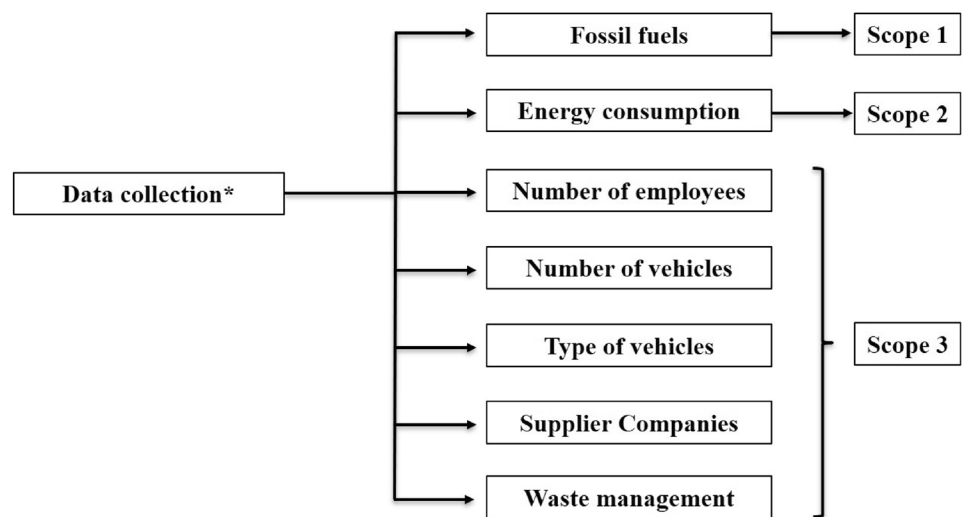 Fossil fuels
Scope 1
Energy consumption
Scope 2
Data collection*
Number of employees
Number of vehicles
Type of vehicles
Scope 3
Supplier Companies
Waste management